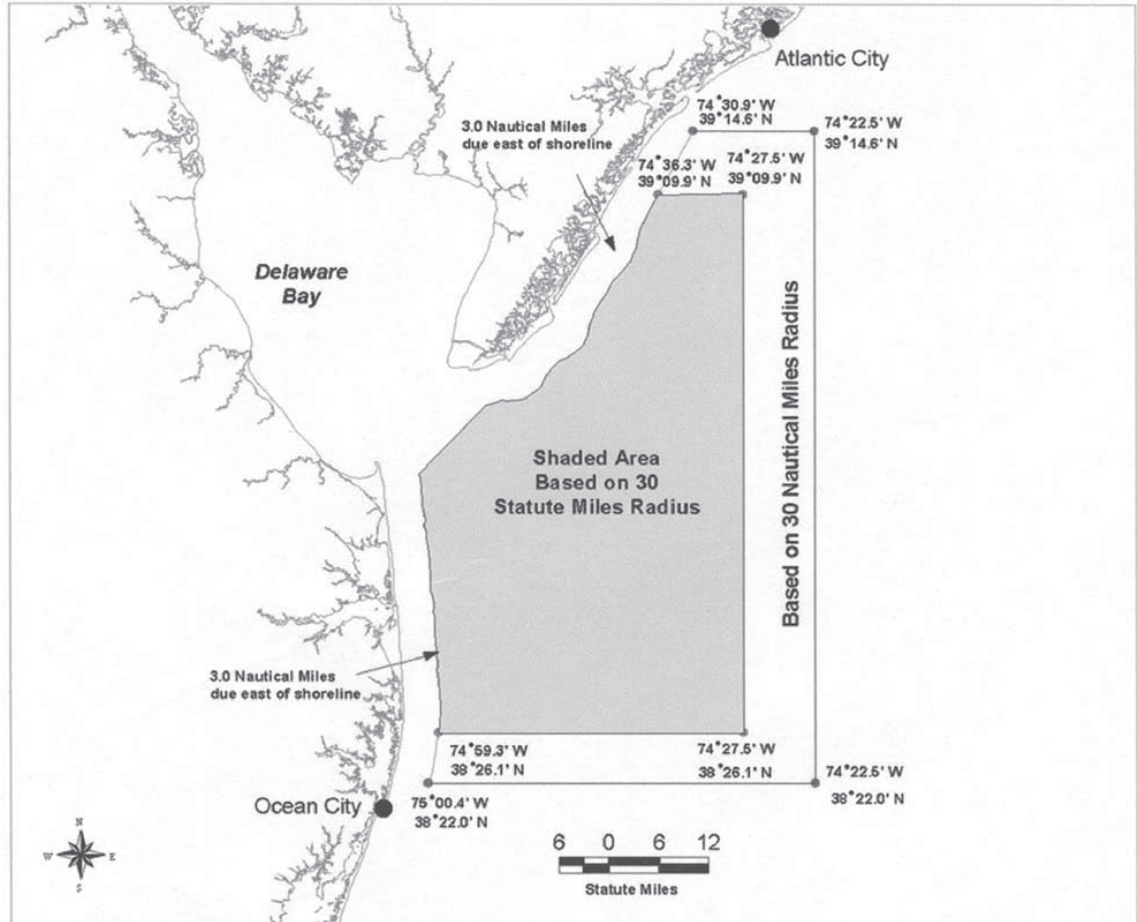 Atlantic City
74°30.9' W
39°14.6' N
74°22.5' W
39°14.6' N
3.0 Nautical Miles
due east of shoreline
74°36.3' W
39°09.9' N
74°27.5' W
39°09.9' N
Delaware
Bay
Based on 30 Nautical Miles Radius
Shaded Area
Based on 30
Statute Miles Radius
3.0 Nautical Miles
due east of shoreline
74°59.3' W
38°26.1' N
74°27.5' W
38°26.1' N
74°22.5' W
38°22.0' N
Ocean City
75°00.4' W
38°22.0' N
N
W
E
S
6 0 6 12
Statute Miles